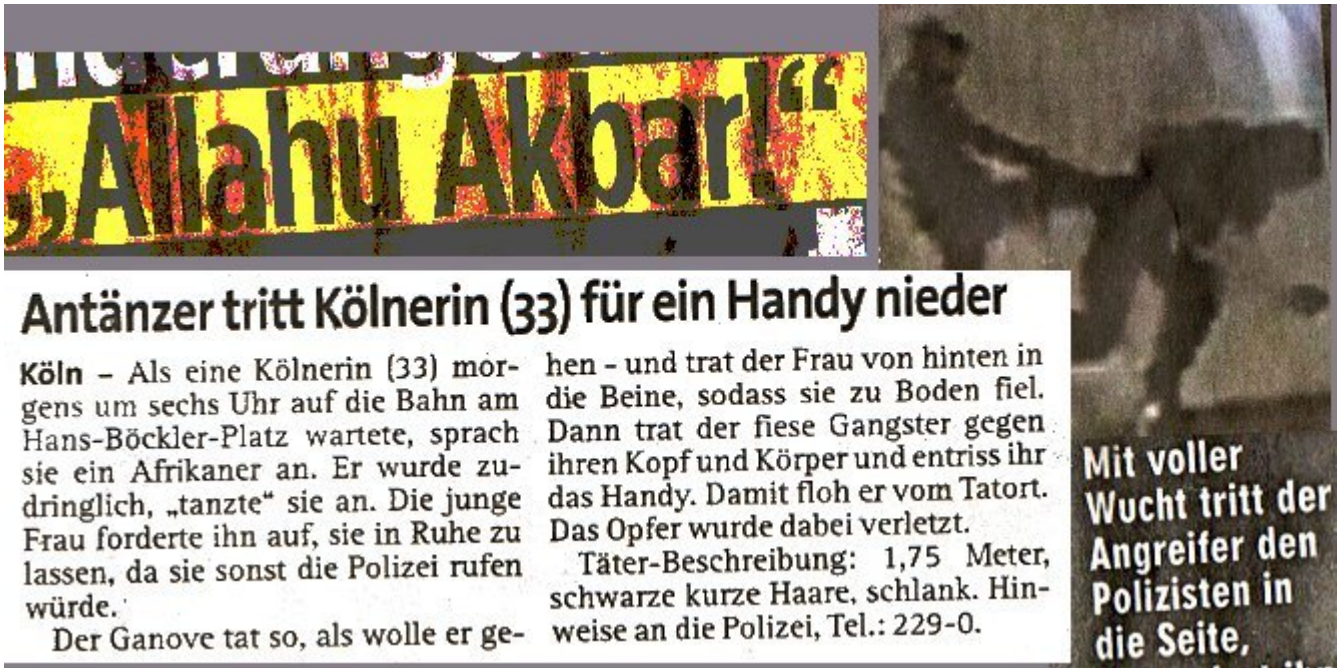 „Allahu Akbar!“
Antänzer tritt Kölnerin (33) für ein Handy nieder
Köln – Als eine Kölnerin (33) mor-
gens um sechs Uhr auf die Bahn am
Hans-Böckler-Platz wartete, sprach
sie ein Afrikaner an. Er wurde zu-
dringlich, „tanzte“ sie an. Die junge
Frau forderte ihn auf, sie in Ruhe zu
lassen, da sie sonst die Polizei rufen
würde.
Der Ganove tat so, als wolle er ge-
hen – und trat der Frau von hinten in
die Beine, sodass sie zu Boden fiel.
Dann trat der fiese Gangster gegen
ihren Kopf und Körper und entriss ihr
das Handy. Damit floh er vom Tatort.
Das Opfer wurde dabei verletzt.
Täter-Beschreibung: 1,75 Meter,
schwarze kurze Haare, schlank. Hin-
weise an die Polizei, Tel.: 229-0.
Mit voller
Wucht tritt der
Angreifer den
Polizisten in
die Seite,